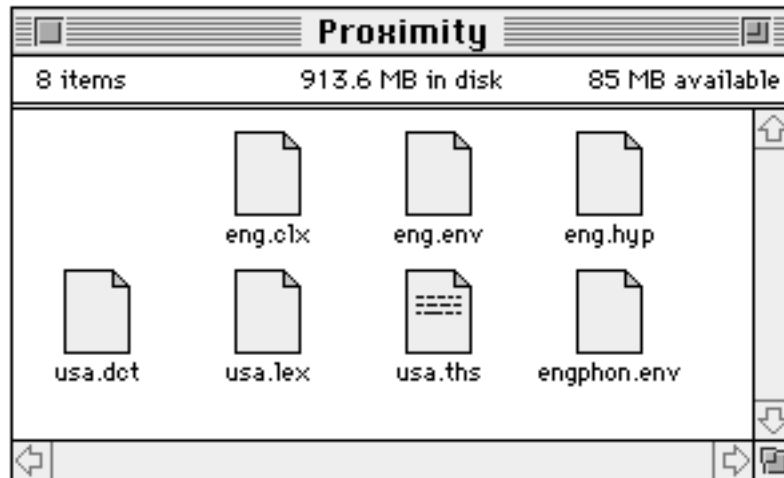 Proximity
8 items 913.6 MB in disk 85 MB available
eng.clx eng.env eng.hyp
usa.dct usa.lex usa.ths engphon.env